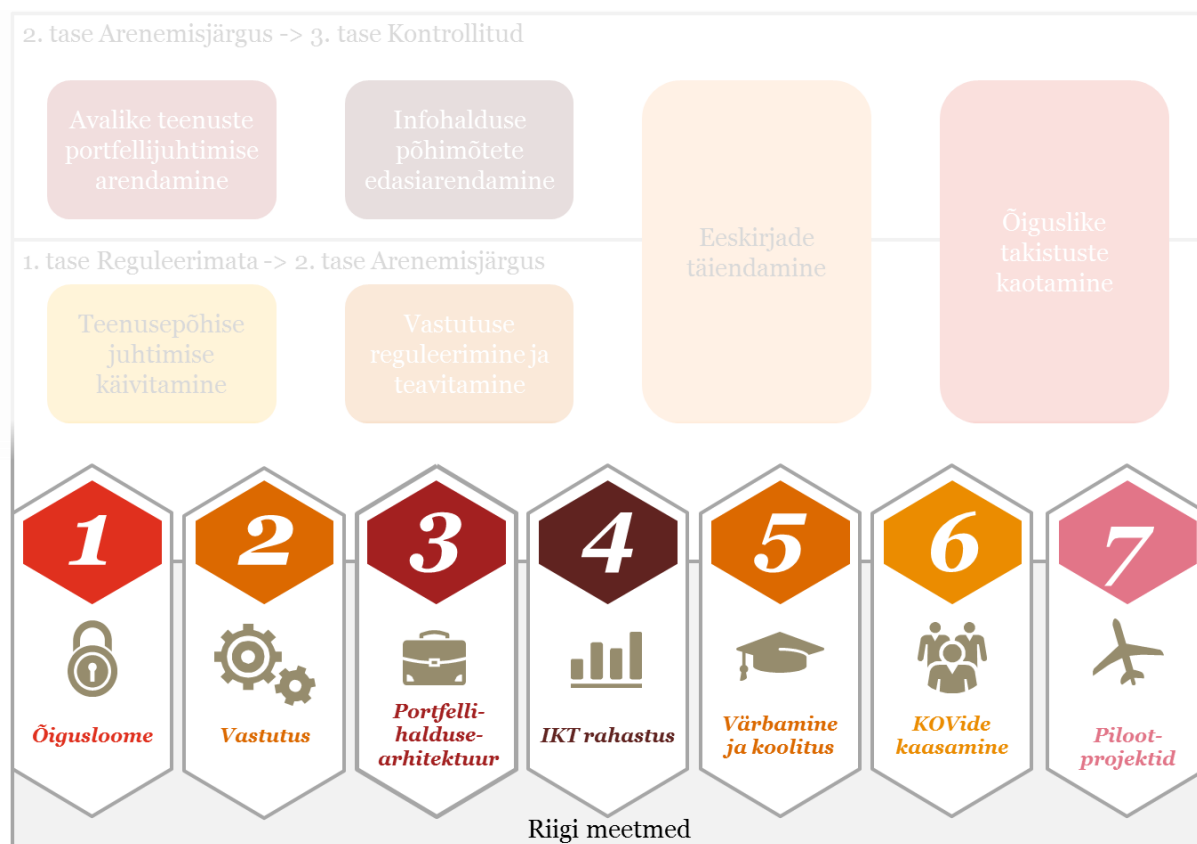 2. tase Arenemisjärgus -> 3. tase Kontrollitud
Avalike teenuste
portfellijuhtimise
arendamine
Infohalduse
põhimõtete
edasiarendamine
Eeskirjade
täiendamine
Õiguslike
takistuste
kaotamine
1. tase Reguleerimata -> 2. tase Arenemisjärgus
Teenusepõhise
juhtimise
käivitamine
Vastutuse
reguleerimine ja
teavitamine
1
Õigusloome
2
Vastutus
3
Portfelli-
halduse-
arhitektuur
4
IKT rahastus
5
Värbamine
ja koolitus
6
KOVide
kaasamine
7
Piloot-
projektid
Riigi meetmed